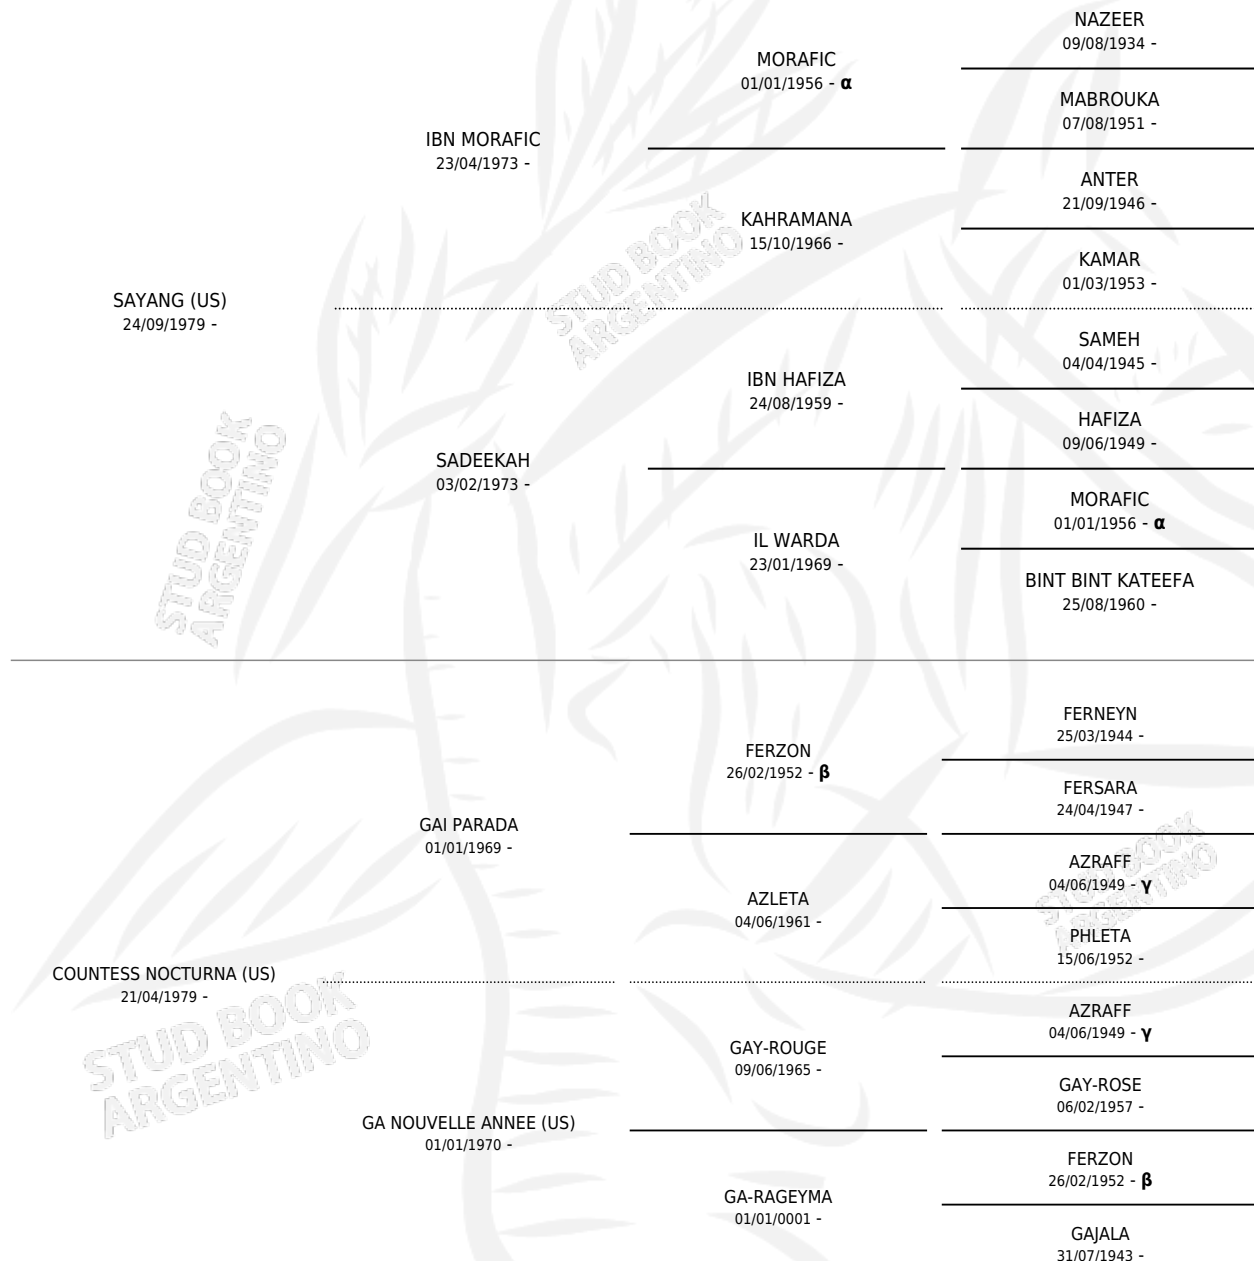 NAZEER
09/08/1934 -
MORAFIC
01/01/1956 - α
MABROUKA
07/08/1951 -
IBN MORAFIC
23/04/1973 -
ANTER
21/09/1946 -
KAHRAMANA
15/10/1966 -
KAMAR
01/03/1953 -
SAYANG (US)
24/09/1979 -
SAMEH
04/04/1945 -
IBN HAFIZA
24/08/1959 -
HAFIZA
09/06/1949 -
SADEEKAH
03/02/1973 -
MORAFIC
01/01/1956 - α
IL WARDA
23/01/1969 -
BINT BINT KATEEFA
25/08/1960 -
FERNEYN
25/03/1944 -
FERZON
26/02/1952 - β
FERSARA
24/04/1947 -
GAI PARADA
01/01/1969 -
AZRAFF
04/06/1949 - γ
AZLETA
04/06/1961 -
PHLETA
15/06/1952 -
COUNTESS NOCTURNA (US)
21/04/1979 -
AZRAFF
04/06/1949 - γ
GAY-ROUGE
09/06/1965 -
GAY-ROSE
06/02/1957 -
GA NOUVELLE ANNEE (US)
01/01/1970 -
FERZON
26/02/1952 - β
GA-RAGEYMA
01/01/0001 -
GAJALA
31/07/1943 -
STUD BOOK
ARGENTINO
STUD BOOK
ARGENTINO
STUD BOOK
ARGENTINO
STUD BOOK
ARGENTINO